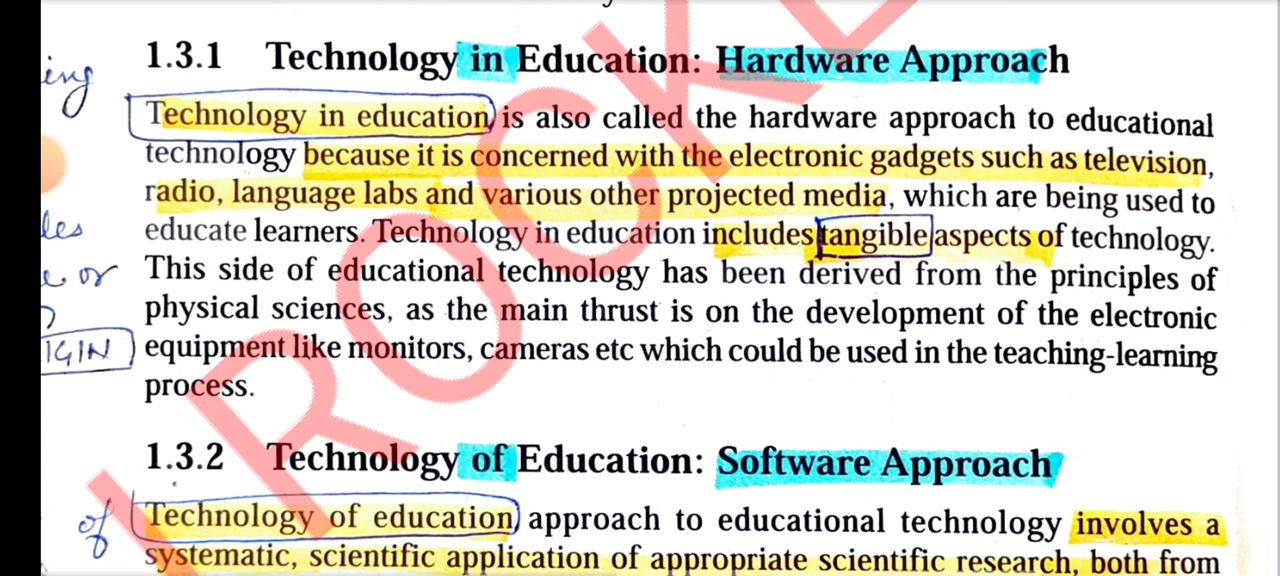 ing
1.3.1 Technology in Education: Hardware Approach
Technology in education is also called the hardware approach to educational
technology because it is concerned with the electronic gadgets such as television,
radio, language labs and various other projected media, which are being used to
les
educate learners. Technology in education includes tangible aspects of technology.
or
This side of educational technology has been derived from the principles of
physical sciences, as the main thrust is on the development of the electronic
IGIN
equipment like monitors, cameras etc which could be used in the teaching-learning
process.
1.3.2 Technology of Education: Software Approach
of
Technology of education approach to educational technology involves a
systematic, scientific application of appropriate scientific research, both from
ROCKE